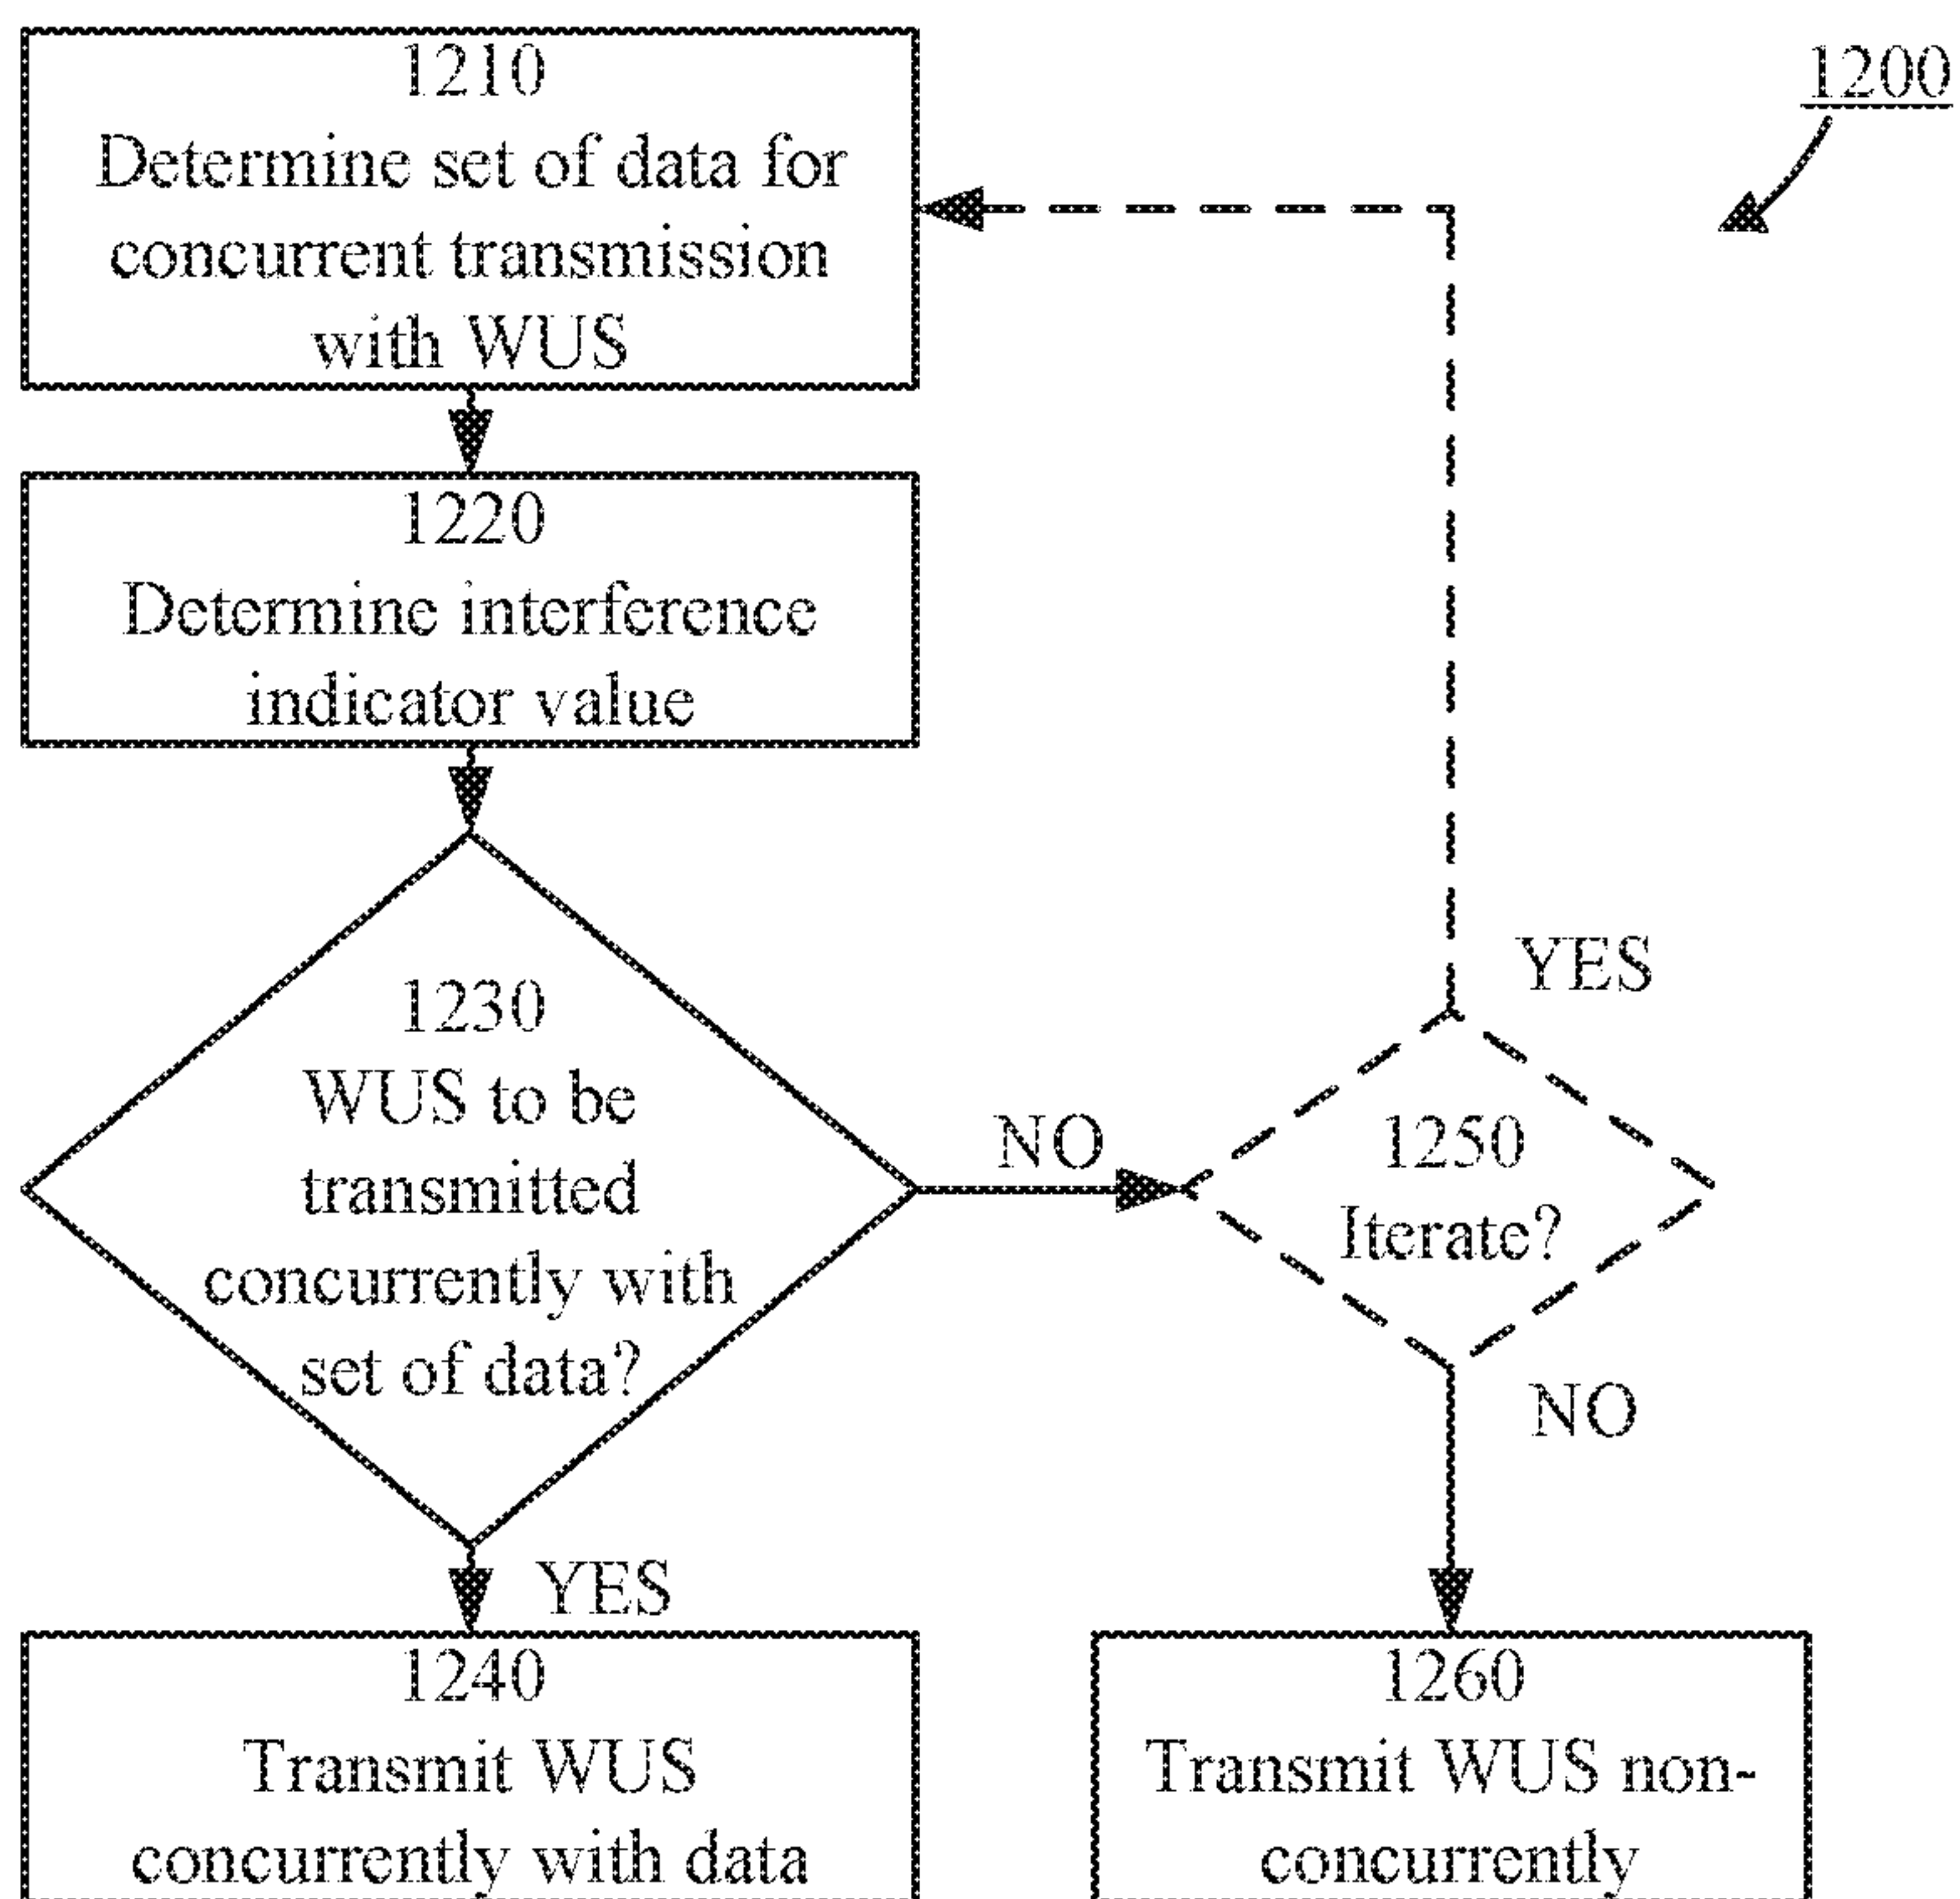 1200
1210
Determine set of data for
concurrent transmission
with WUS
1220
Determine interference
indicator value
1230
WUS to be
transmitted
concurrently with
set of data?
NO
YES
1250
Iterate?
NO
YES
1240
Transmit WUS
concurrently with data
1260
Transmit WUS non-
concurrently